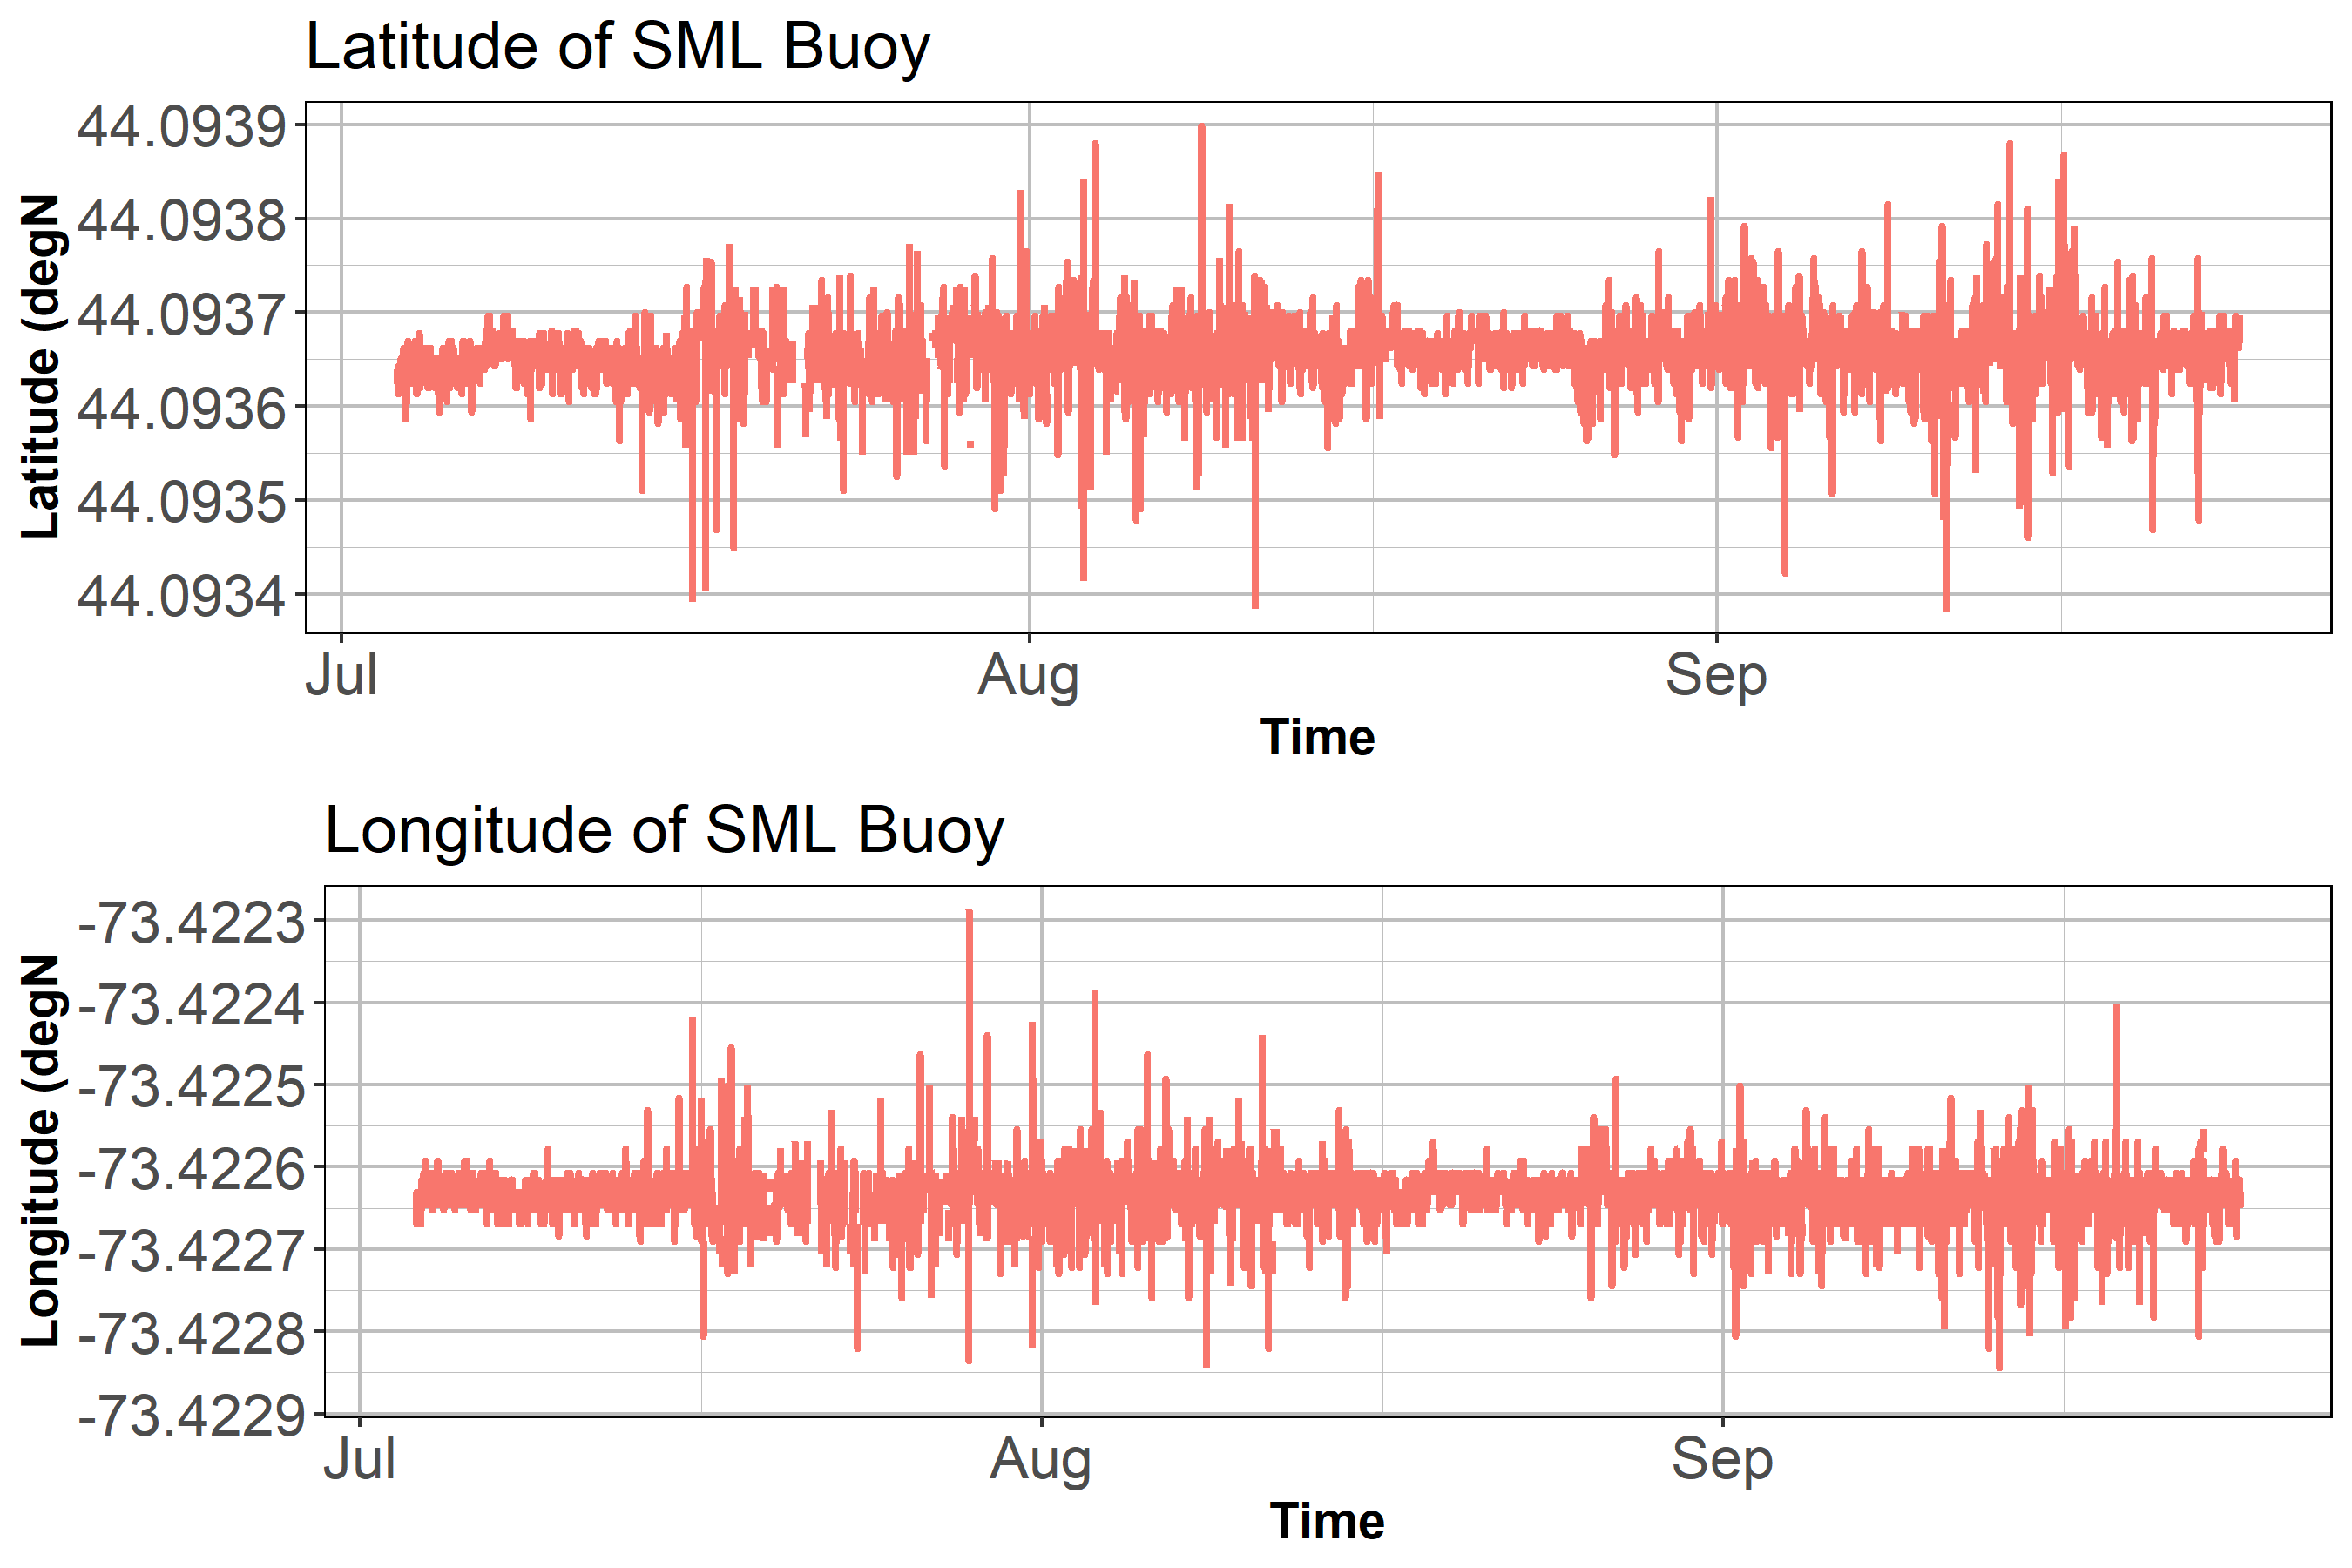 Latitude of SML Buoy
Latitude (degN
44.0939
44.0938
44.0937
44.0936
44.0935
44.0934
Jul Aug Sep
Time
Longitude of SML Buoy
Longitude (degN
-73.4223
-73.4224
-73.4225
-73.4226
-73.4227
-73.4228
-73.4229
Jul Aug Sep
Time